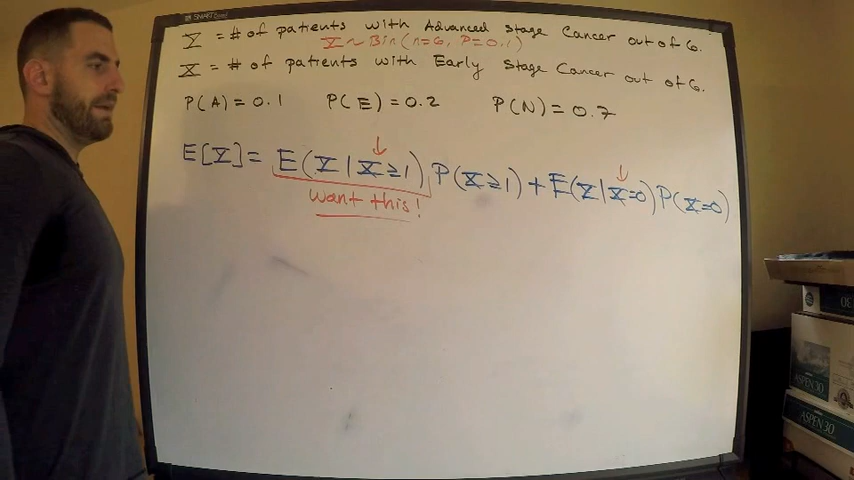 SMART Board
Y = # of patients with Advanced stage Cancer out of 6.
Y ~ Bin(n=6, P=0.1)
X = # of patients with Early Stage Cancer out of 6.
P(A) = 0.1 P(E) = 0.2 P(N) = 0.7
E[Y] = E(Y|X≥1) P(X≥1) + E(Y|X=0) P(X=0)
Want this!
ASPEN 30
ASPEN 30